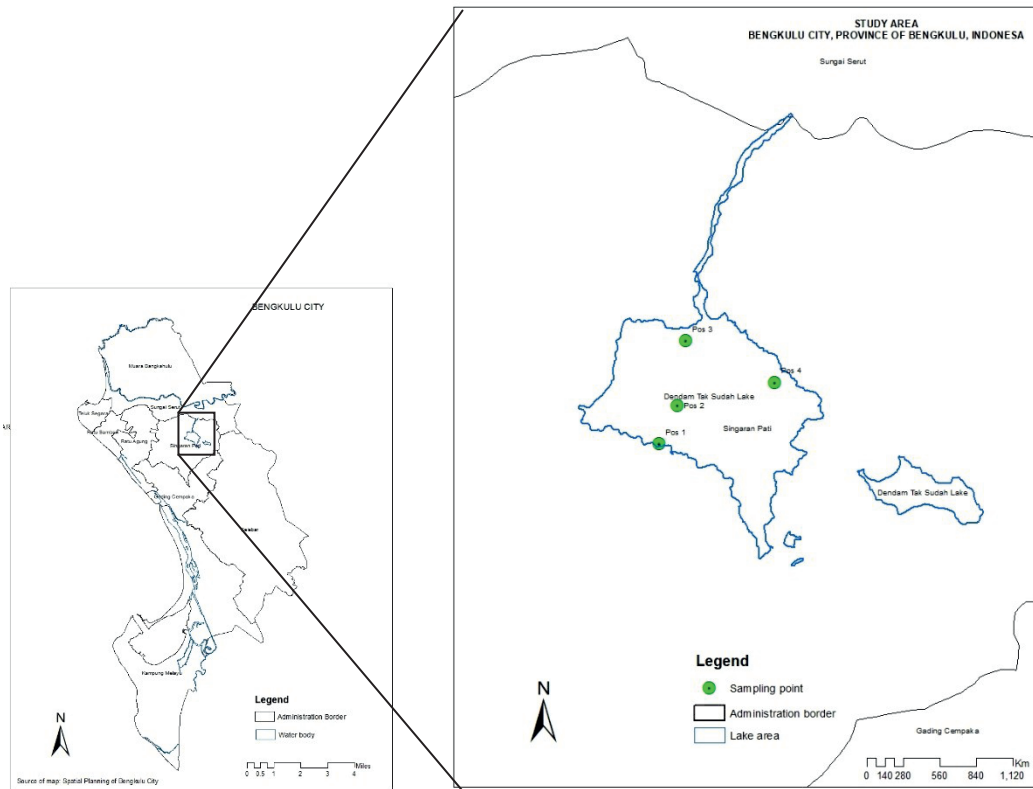 STUDY AREA
BENGKULU CITY, PROVINCE OF BENGKULU, INDONESA
Sungai Serut
Pos 3
Pos 4
Dendam Tak Sudah Lake
Pos 2
Singaran Pati
Pos 1
Dendam Tak Sudah Lake
Gading Cempaka
Legend
Sampling point
Administration border
Lake area
N
Km
0 140 280 560 840 1,120
BENGKULU CITY
Muara Bangkahulu
Sungai Serut
Teluk Segara
Ratu Agung
Singaran Pati
Gading Cempaka
Kampung Melayu
Legend
Administration Border
Water body
N
Miles
0 0.5 1 2 3 4
Source of map: Spatial Planning of Bengkulu City